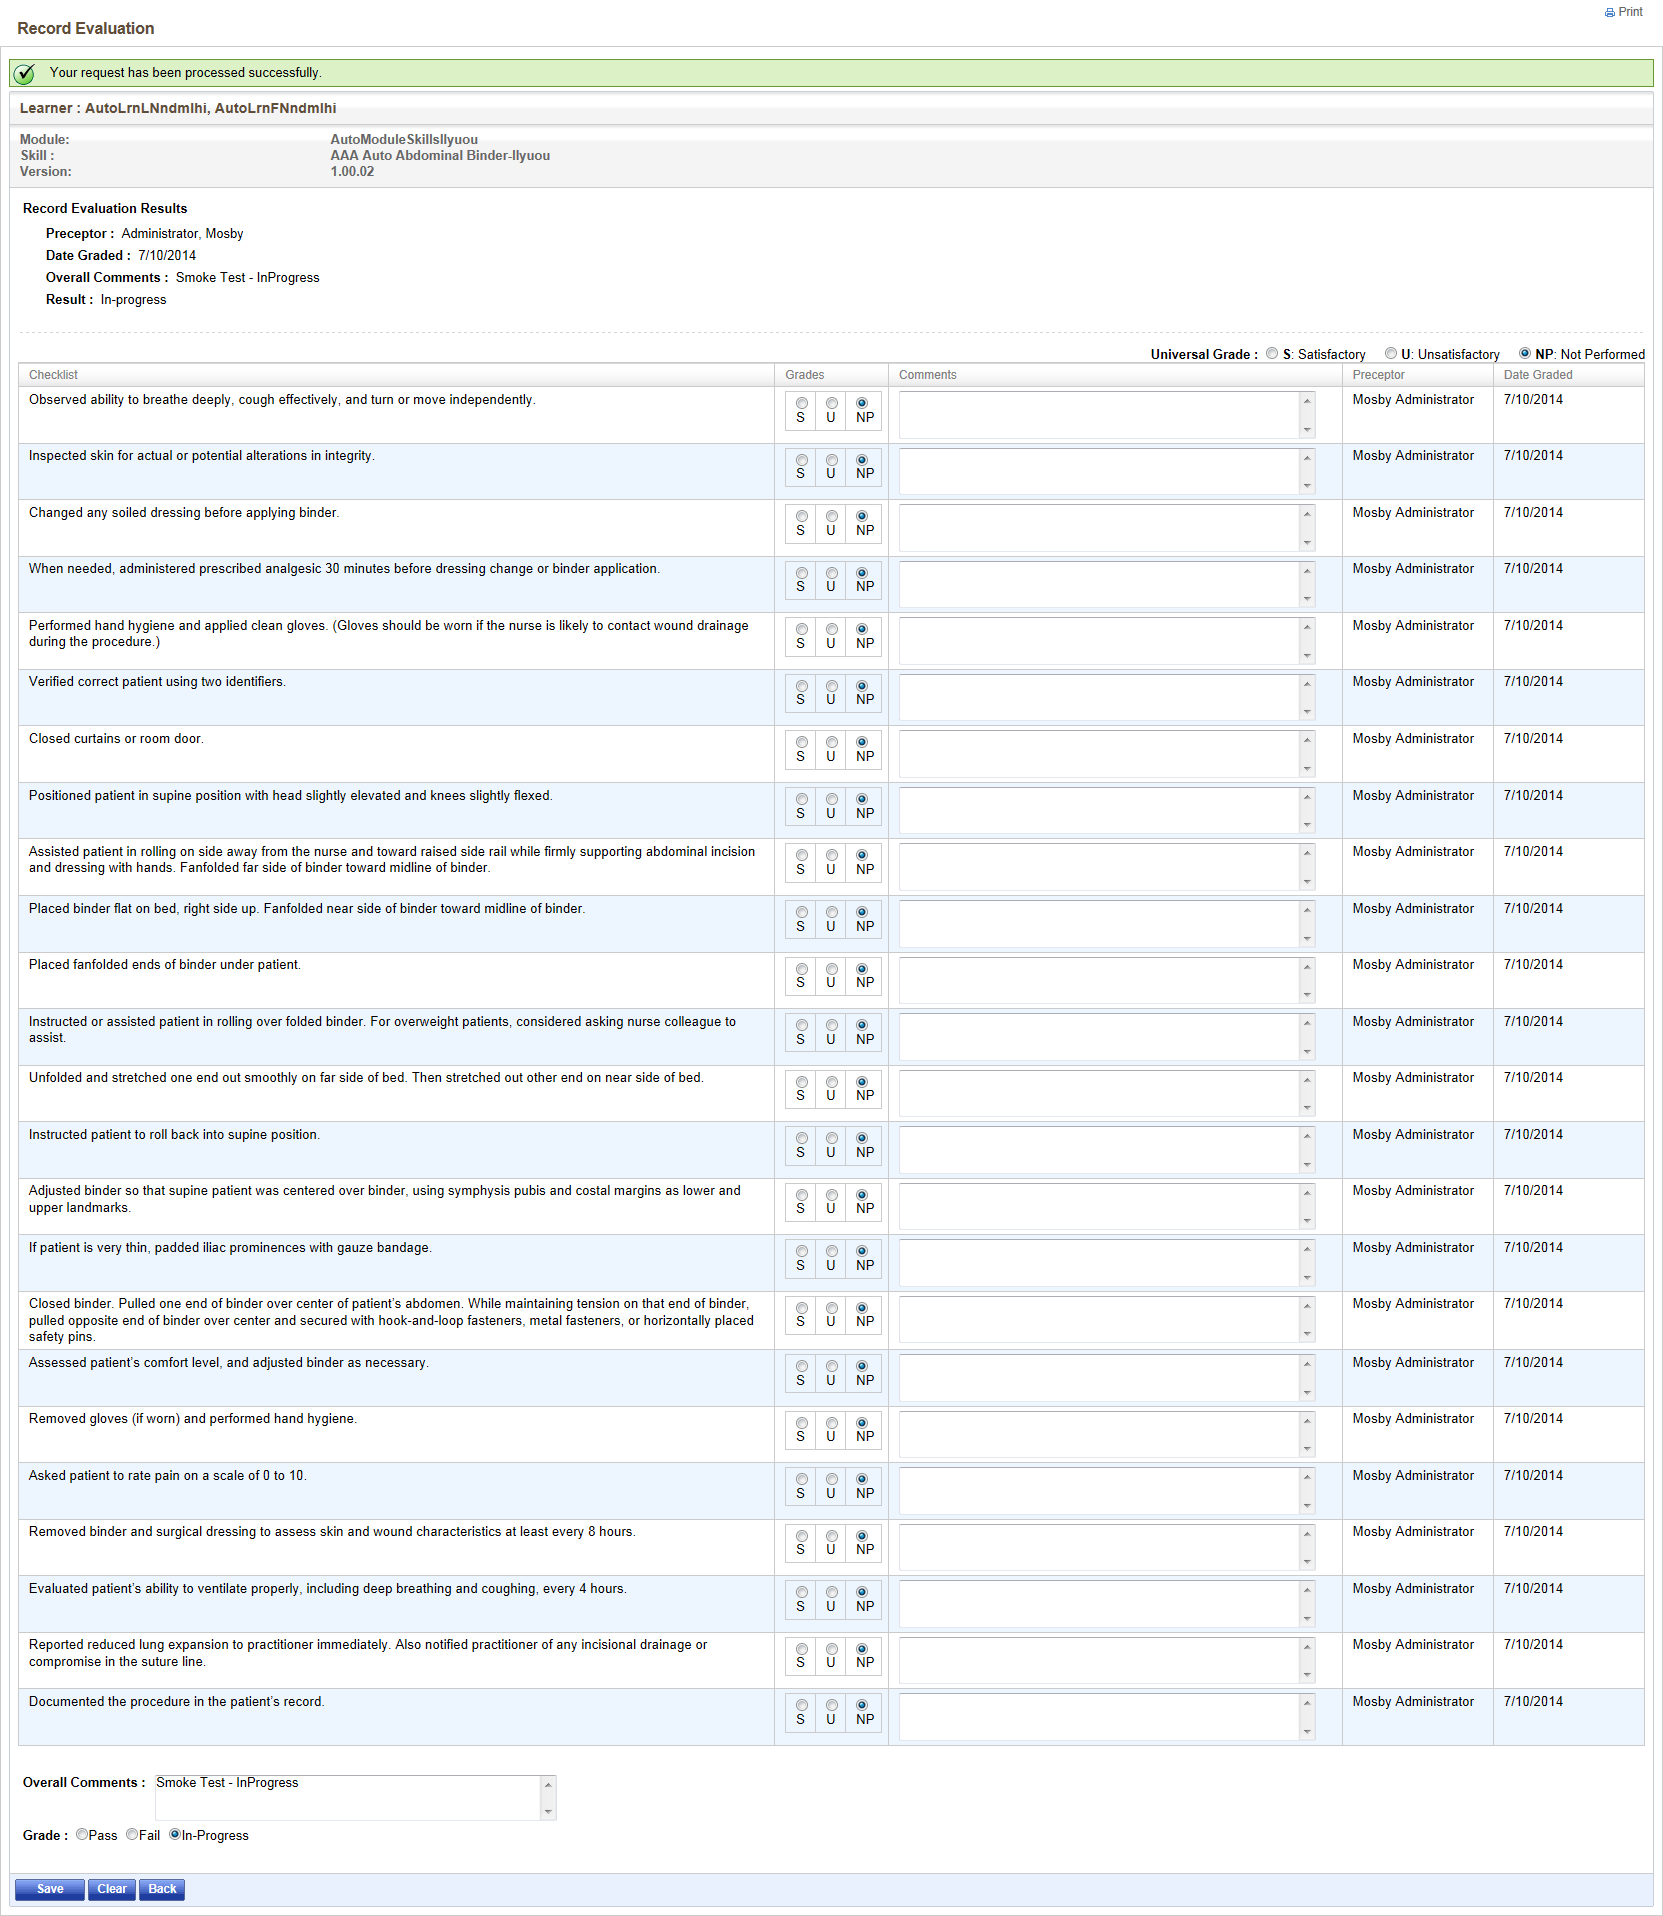 Print
Record Evaluation
Your request has been processed successfully.
Learner : AutoLrnLNndmlhi, AutoLrnFNndmlhi
Module: AutoModuleSkillsIlyuou
Skill : AAA Auto Abdominal Binder-Ilyuou
Version: 1.00.02
Record Evaluation Results
Preceptor : Administrator, Mosby
Date Graded : 7/10/2014
Overall Comments : Smoke Test - InProgress
Result : In-progress
Universal Grade : S: Satisfactory U: Unsatisfactory NP: Not Performed
Checklist Grades Comments Preceptor Date Graded
Observed ability to breathe deeply, cough effectively, and turn or move independently. Mosby Administrator 7/10/2014
S U NP
Inspected skin for actual or potential alterations in integrity. Mosby Administrator 7/10/2014
S U NP
Changed any soiled dressing before applying binder. Mosby Administrator 7/10/2014
S U NP
When needed, administered prescribed analgesic 30 minutes before dressing change or binder application. Mosby Administrator 7/10/2014
S U NP
Performed hand hygiene and applied clean gloves. (Gloves should be worn if the nurse is likely to contact wound drainage Mosby Administrator 7/10/2014
during the procedure.) S U NP
Verified correct patient using two identifiers. Mosby Administrator 7/10/2014
S U NP
Closed curtains or room door. Mosby Administrator 7/10/2014
S U NP
Positioned patient in supine position with head slightly elevated and knees slightly flexed. Mosby Administrator 7/10/2014
S U NP
Assisted patient in rolling on side away from the nurse and toward raised side rail while firmly supporting abdominal incision Mosby Administrator 7/10/2014
and dressing with hands. Fanfolded far side of binder toward midline of binder. S U NP
Placed binder flat on bed, right side up. Fanfolded near side of binder toward midline of binder. Mosby Administrator 7/10/2014
S U NP
Placed fanfolded ends of binder under patient. Mosby Administrator 7/10/2014
S U NP
Instructed or assisted patient in rolling over folded binder. For overweight patients, considered asking nurse colleague to Mosby Administrator 7/10/2014
assist. S U NP
Unfolded and stretched one end out smoothly on far side of bed. Then stretched out other end on near side of bed. Mosby Administrator 7/10/2014
S U NP
Instructed patient to roll back into supine position. Mosby Administrator 7/10/2014
S U NP
Adjusted binder so that supine patient was centered over binder, using symphysis pubis and costal margins as lower and Mosby Administrator 7/10/2014
upper landmarks. S U NP
If patient is very thin, padded iliac prominences with gauze bandage. Mosby Administrator 7/10/2014
S U NP
Closed binder. Pulled one end of binder over center of patient's abdomen. While maintaining tension on that end of binder, Mosby Administrator 7/10/2014
pulled opposite end of binder over center and secured with hook-and-loop fasteners, metal fasteners, or horizontally placed S U NP
safety pins.
Assessed patient's comfort level, and adjusted binder as necessary. Mosby Administrator 7/10/2014
S U NP
Removed gloves (if worn) and performed hand hygiene. Mosby Administrator 7/10/2014
S U NP
Asked patient to rate pain on a scale of 0 to 10. Mosby Administrator 7/10/2014
S U NP
Removed binder and surgical dressing to assess skin and wound characteristics at least every 8 hours. Mosby Administrator 7/10/2014
S U NP
Evaluated patient's ability to ventilate properly, including deep breathing and coughing, every 4 hours. Mosby Administrator 7/10/2014
S U NP
Reported reduced lung expansion to practitioner immediately. Also notified practitioner of any incisional drainage or Mosby Administrator 7/10/2014
compromise in the suture line. S U NP
Documented the procedure in the patient's record. Mosby Administrator 7/10/2014
S U NP
Overall Comments : Smoke Test - InProgress
Grade : Pass Fail In-Progress
Save Clear Back